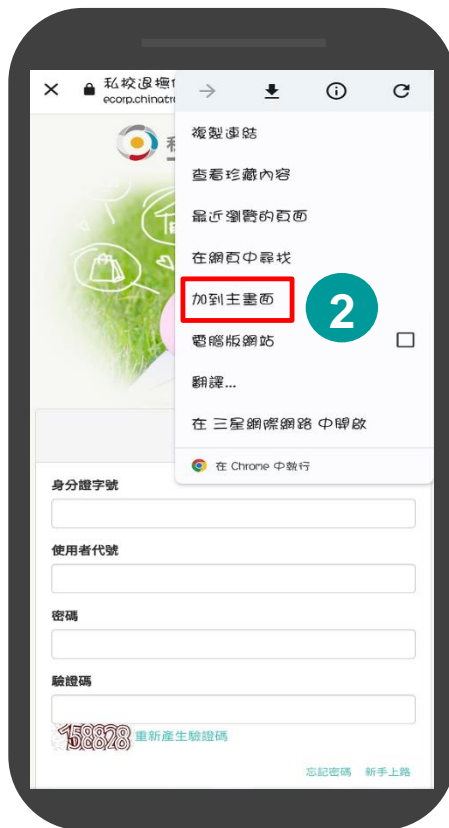 私校退撫
ecorp.chinatr
複製連結
查看珍藏內容
最近瀏覽的頁面
在網頁中尋找
加到主畫面
2
電腦版網站
翻譯...
在 三星網際網路 中開啟
在 Chrome 中執行
身分證字號
使用者代號
密碼
驗證碼
158828
重新產生驗證碼
忘記密碼 新手上路